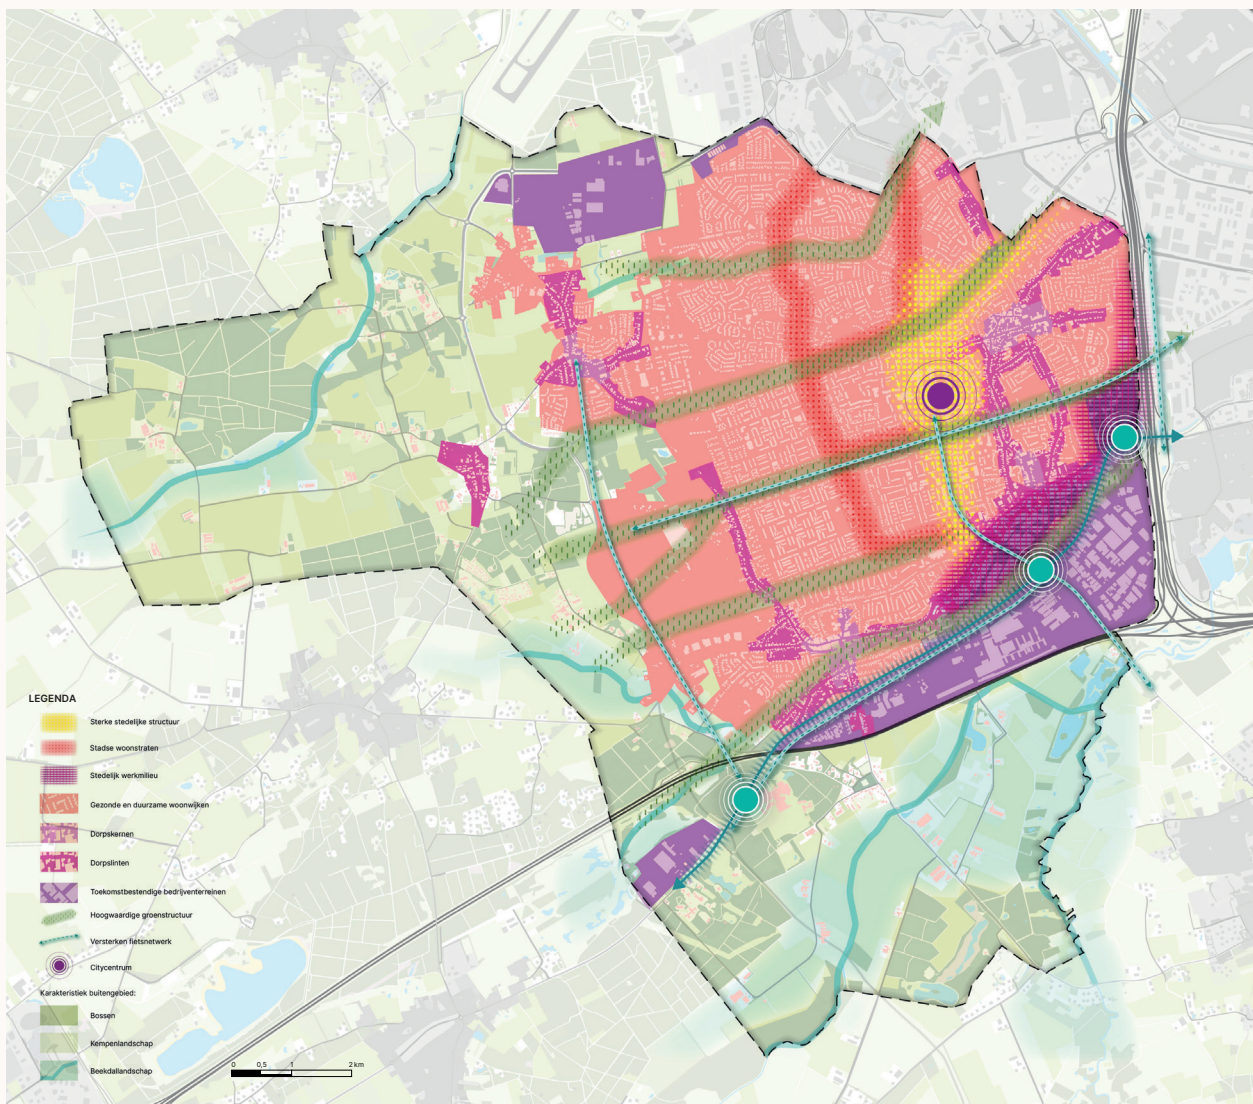 LEGENDA
Sterke stedelijke structuur
Stadse woonstraten
Stedelijk werkmilieu
Gezonde en duurzame woonwijken
Dorpskernen
Dorpslinten
Toekomstbestendige bedrijventerreinen
Hoogwaardige groenstructuur
Versterken fietsnetwerk
Citycentrum
Karakteristiek buitengebied:
Bossen
Kempenlandschap
Beekdallandschap
0 0,5 1 2 km